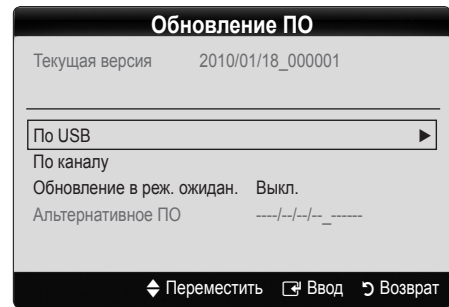 Обновление ПО
Текущая версия 2010/01/18_000001
По USB ►
По каналу
Обновление в реж. ожидан. Выкл.
Альтернативное ПО ----/--/--/--_------
Переместить Ввод Возврат